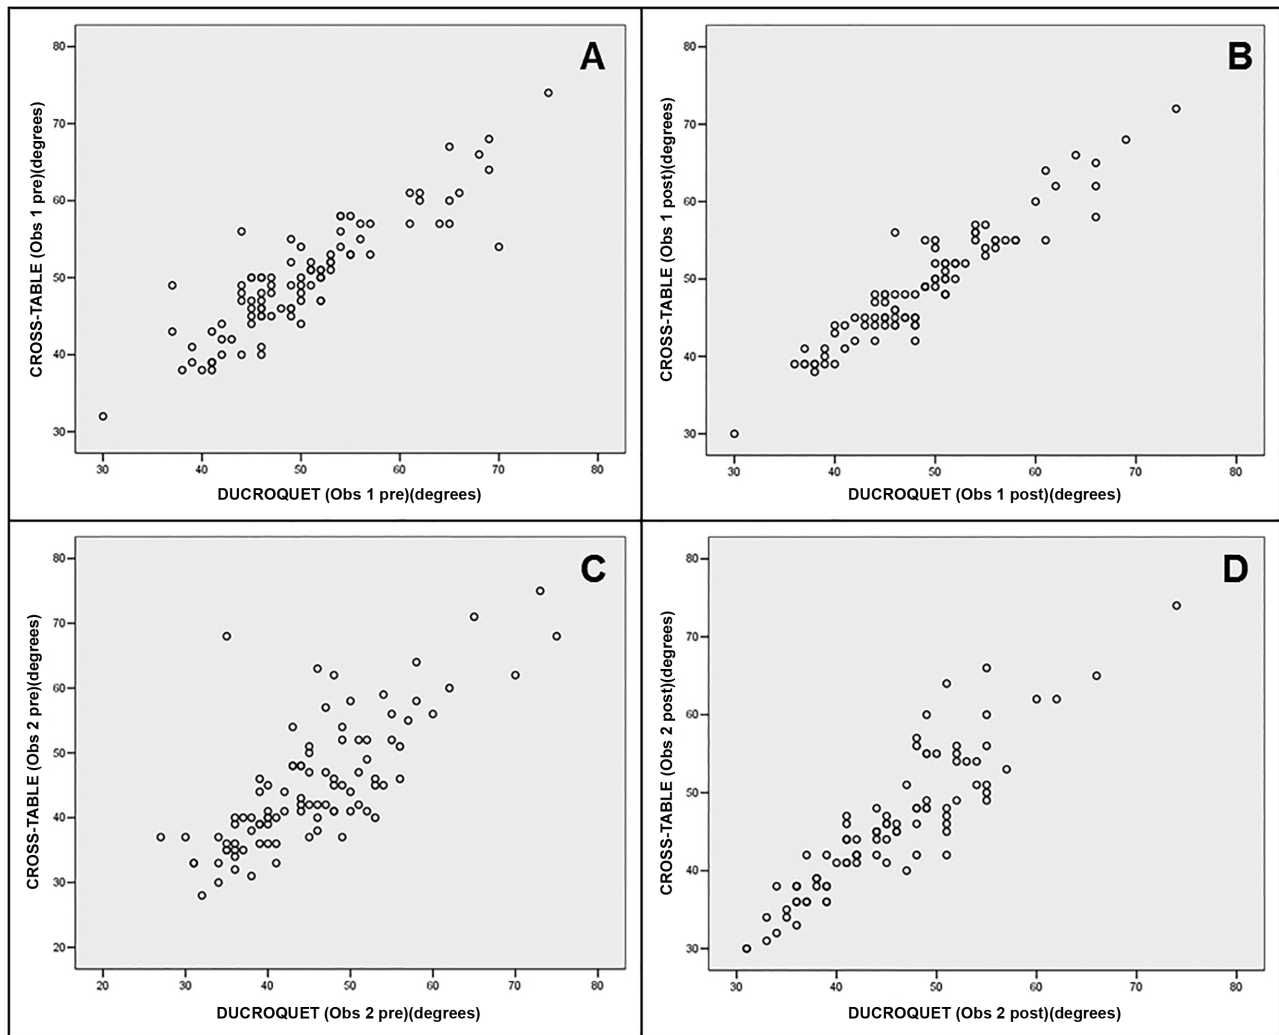 A
CROSS-TABLE (Obs 1 pre)(degrees)
80
70
60
50
40
30
30 40 50 60 70 80
DUCROQUET (Obs 1 pre)(degrees)
B
CROSS-TABLE (Obs 1 post)(degrees)
80
70
60
50
40
30
30 40 50 60 70 80
DUCROQUET (Obs 1 post)(degrees)
C
CROSS-TABLE (Obs 2 pre)(degrees)
80
70
60
50
40
30
20
20 30 40 50 60 70 80
DUCROQUET (Obs 2 pre)(degrees)
D
CROSS-TABLE (Obs 2 post)(degrees)
80
70
60
50
40
30
30 40 50 60 70 80
DUCROQUET (Obs 2 post)(degrees)